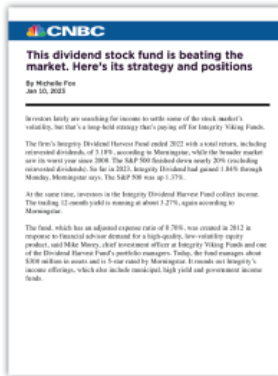 CNBC
This dividend stock fund is beating the
market. Here's its strategy and positions
By Michelle Fox
Jan 10, 2023
Investors lately are searching for income to settle some of the stock market's
volatility, but that's a long-held strategy that's paying off for Integrity Viking Funds.
The firm's Integrity Dividend Harvest Fund ended 2022 with a total return, including
reinvested dividends, of 3.18%, according to Morningstar, while the broader market
saw its worst year since 2008. The S&P 500 finished down nearly 20% (excluding
reinvested dividends). So far in 2023, Integrity Dividend had gained 1.84% through
Monday, Morningstar says. The S&P 500 was up 1.37%.
At the same time, investors in the Integrity Dividend Harvest Fund collect income.
The trailing 12-month yield is running at about 3.27%, again according to
Morningstar.
The fund, which has an adjusted expense ratio of 0.70%, was created in 2012 in
response to financial advisor demand for a high-quality, low-volatility equity
product, said Mike Morey, chief investment officer at Integrity Viking Funds and one
of the Dividend Harvest Fund's portfolio managers. Today, the fund manages about
$300 million in assets and is 5-star rated by Morningstar. It rounds out Integrity's
income offerings, which also include municipal, high yield and government income
funds.